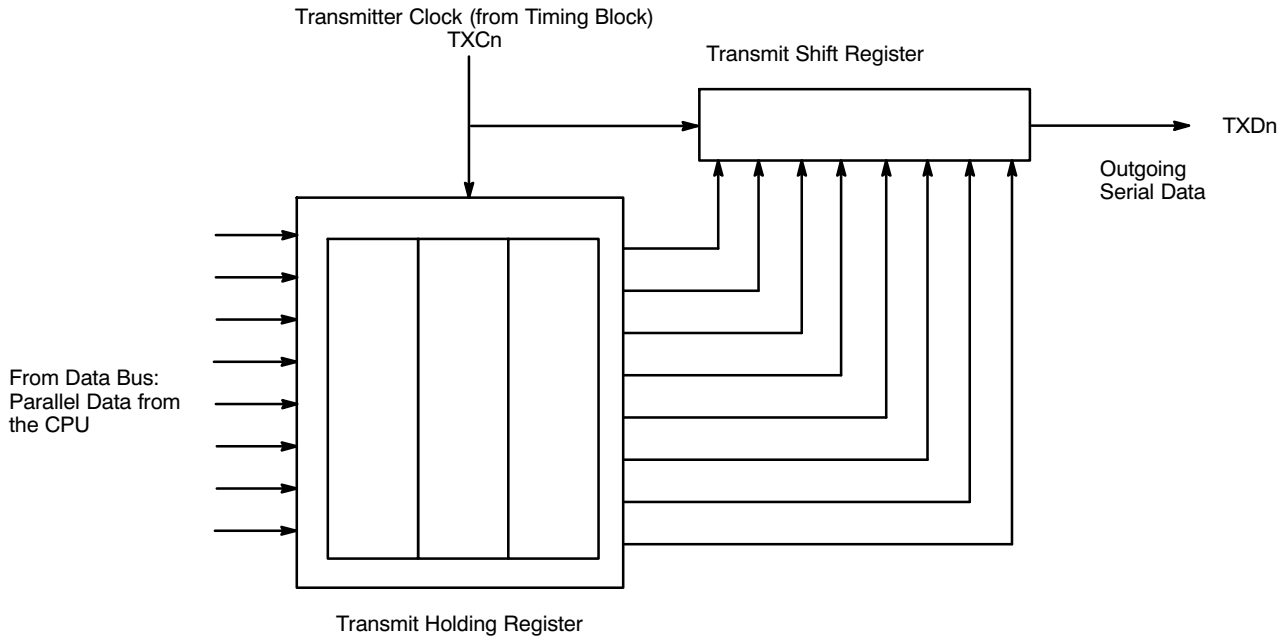 Transmitter Clock (from Timing Block)
TXCn
Transmit Shift Register
TXDn
Outgoing
Serial Data
From Data Bus:
Parallel Data from
the CPU
Transmit Holding Register